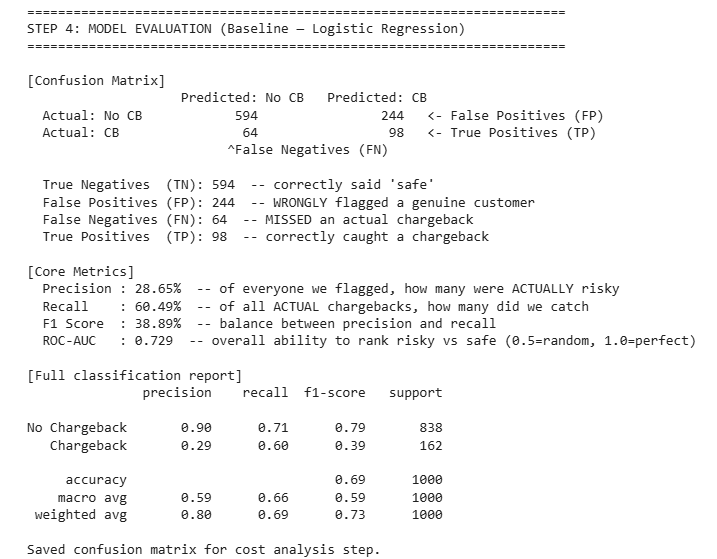 ======================================================================
STEP 4: MODEL EVALUATION (Baseline — Logistic Regression)
======================================================================
[Confusion Matrix]
Predicted: No CB Predicted: CB
Actual: No CB 594 244 <- False Positives (FP)
Actual: CB 64 98 <- True Positives (TP)
^False Negatives (FN)
True Negatives (TN): 594 -- correctly said 'safe'
False Positives (FP): 244 -- WRONGLY flagged a genuine customer
False Negatives (FN): 64 -- MISSED an actual chargeback
True Positives (TP): 98 -- correctly caught a chargeback
[Core Metrics]
Precision : 28.65% -- of everyone we flagged, how many were ACTUALLY risky
Recall : 60.49% -- of all ACTUAL chargebacks, how many did we catch
F1 Score : 38.89% -- balance between precision and recall
ROC-AUC : 0.729 -- overall ability to rank risky vs safe (0.5=random, 1.0=perfect)
[Full classification report]
precision recall f1-score support
No Chargeback 0.90 0.71 0.79 838
Chargeback 0.29 0.60 0.39 162
accuracy 0.69 1000
macro avg 0.59 0.66 0.59 1000
weighted avg 0.80 0.69 0.73 1000
Saved confusion matrix for cost analysis step.